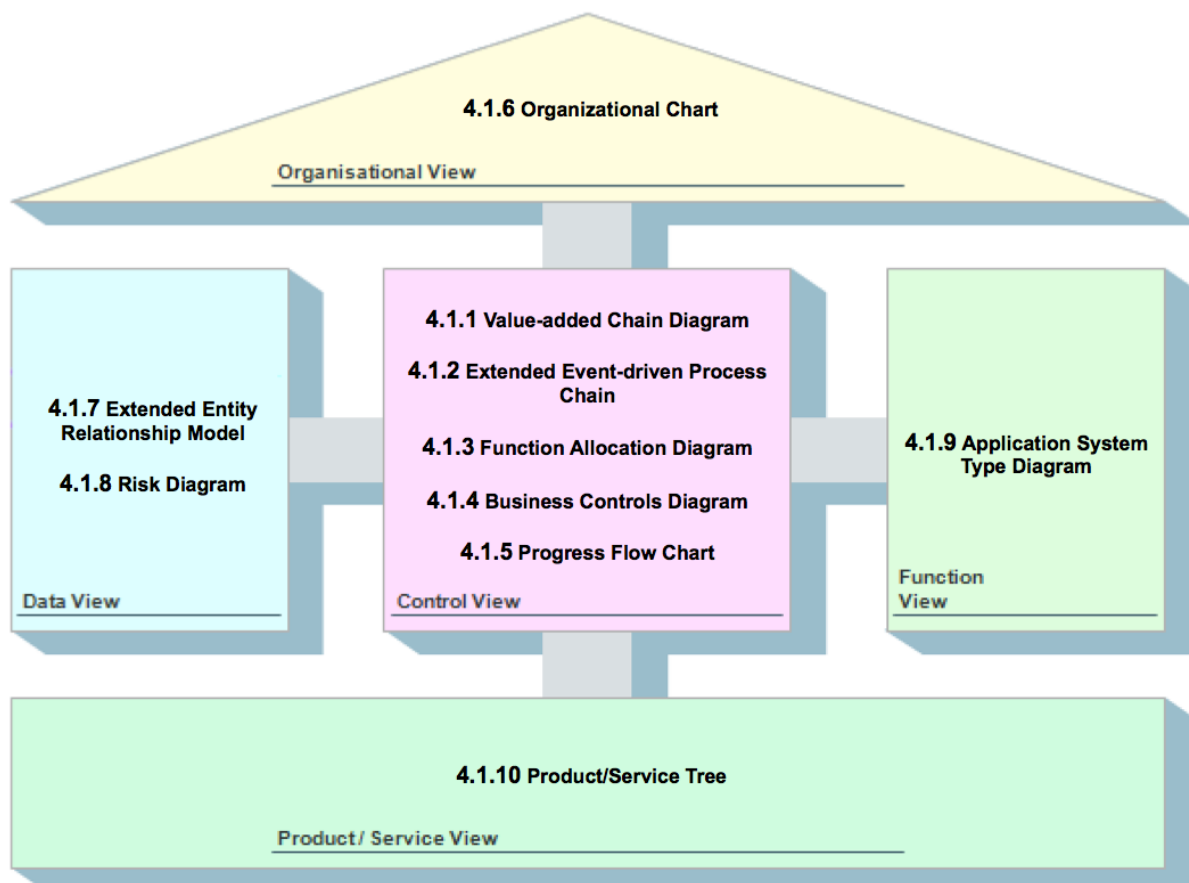 4.1.6 Organizational Chart
Organisational View
4.1.7 Extended Entity
Relationship Model
4.1.8 Risk Diagram
Data View
4.1.1 Value-added Chain Diagram
4.1.2 Extended Event-driven Process
Chain
4.1.3 Function Allocation Diagram
4.1.4 Business Controls Diagram
4.1.5 Progress Flow Chart
Control View
4.1.9 Application System
Type Diagram
Function
View
4.1.10 Product/Service Tree
Product / Service View